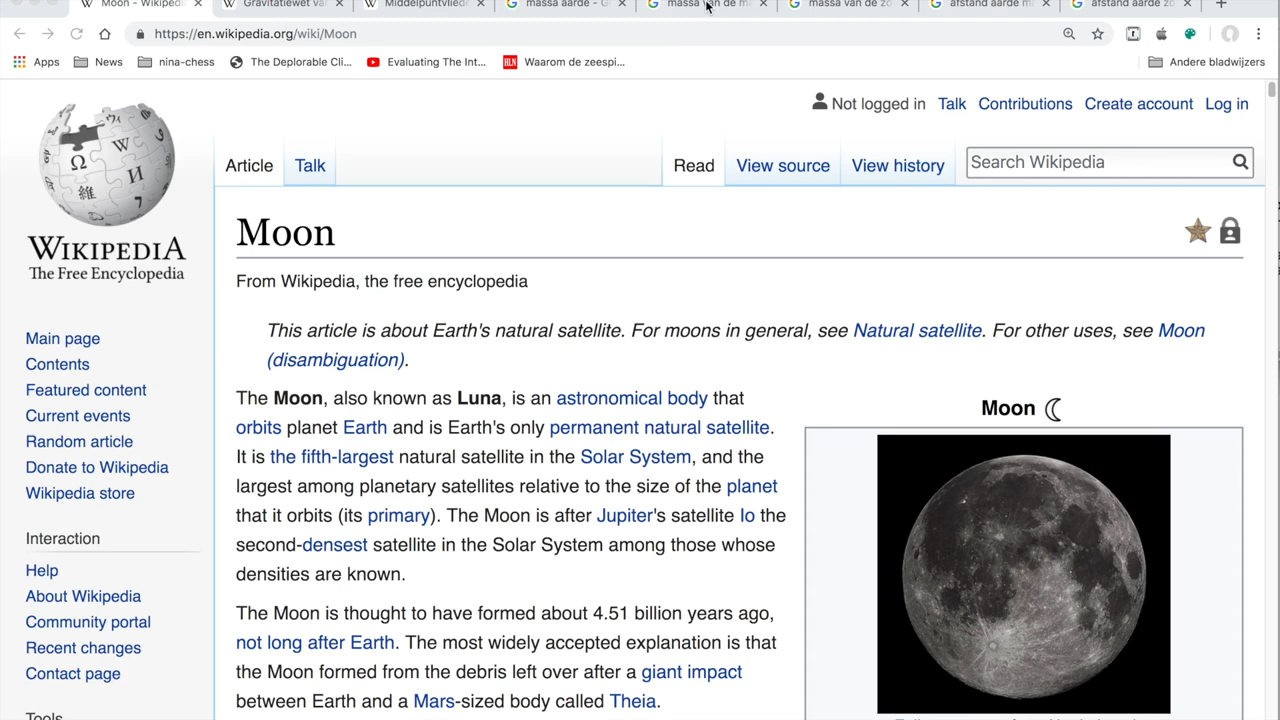 Moon - Wikiped
Gravitatiewet va
Middelpuntvlied
massa aarde - G
massa van de m
massa van de zo
afstand aarde m
afstand aarde zo
https://en.wikipedia.org/wiki/Moon
Apps
News
nina-chess
The Deplorable Cli...
Evaluating The Int...
HLN Waarom de zeespi...
Andere bladwijzers
Not logged in Talk Contributions Create account Log in
Article Talk Read View source View history Search Wikipedia
WIKIPEDIA
The Free Encyclopedia
Main page
Contents
Featured content
Current events
Random article
Donate to Wikipedia
Wikipedia store
Interaction
Help
About Wikipedia
Community portal
Recent changes
Contact page
Tools
Moon
From Wikipedia, the free encyclopedia
This article is about Earth's natural satellite. For moons in general, see Natural satellite. For other uses, see Moon
(disambiguation).
The Moon, also known as Luna, is an astronomical body that
orbits planet Earth and is Earth's only permanent natural satellite.
It is the fifth-largest natural satellite in the Solar System, and the
largest among planetary satellites relative to the size of the planet
that it orbits (its primary). The Moon is after Jupiter's satellite Io the
second-densest satellite in the Solar System among those whose
densities are known.
The Moon is thought to have formed about 4.51 billion years ago,
not long after Earth. The most widely accepted explanation is that
the Moon formed from the debris left over after a giant impact
between Earth and a Mars-sized body called Theia.
Moon